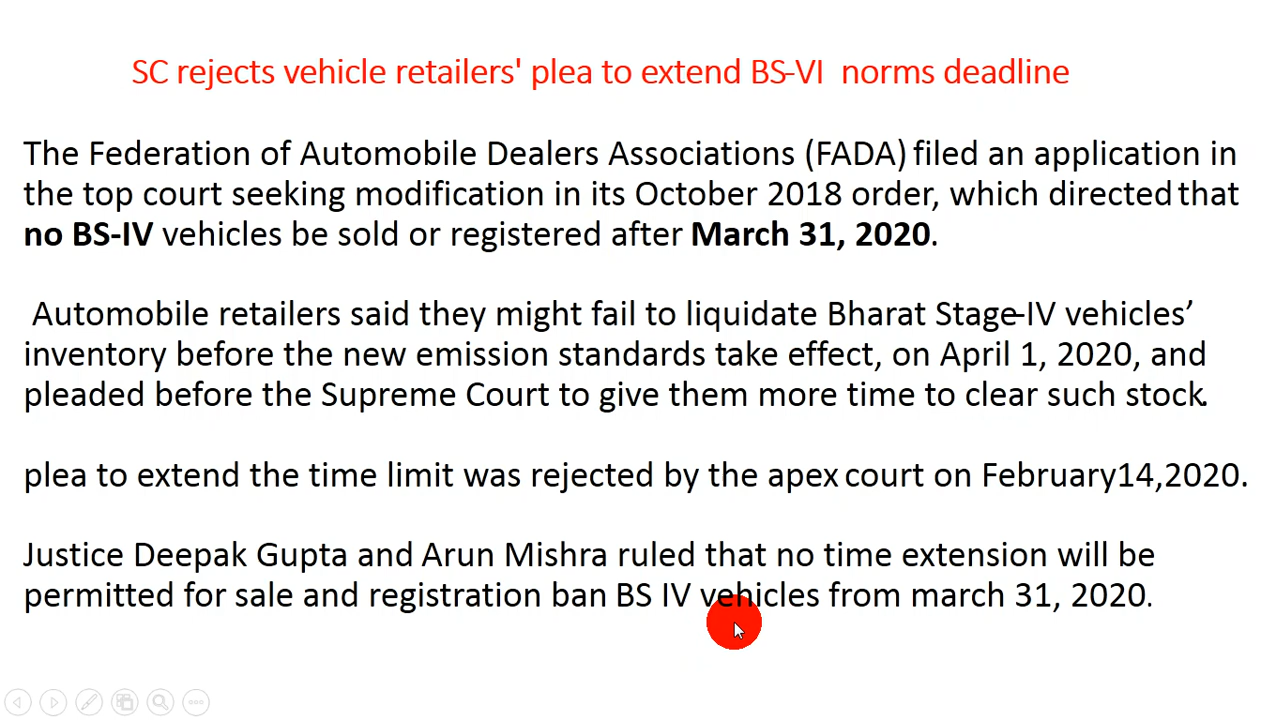 SC rejects vehicle retailers' plea to extend BS-VI norms deadline
The Federation of Automobile Dealers Associations (FADA) filed an application in
the top court seeking modification in its October 2018 order, which directed that
no BS-IV vehicles be sold or registered after March 31, 2020.
Automobile retailers said they might fail to liquidate Bharat Stage-IV vehicles’
inventory before the new emission standards take effect, on April 1, 2020, and
pleaded before the Supreme Court to give them more time to clear such stock.
plea to extend the time limit was rejected by the apex court on February14,2020.
Justice Deepak Gupta and Arun Mishra ruled that no time extension will be
permitted for sale and registration ban BS IV vehicles from march 31, 2020.